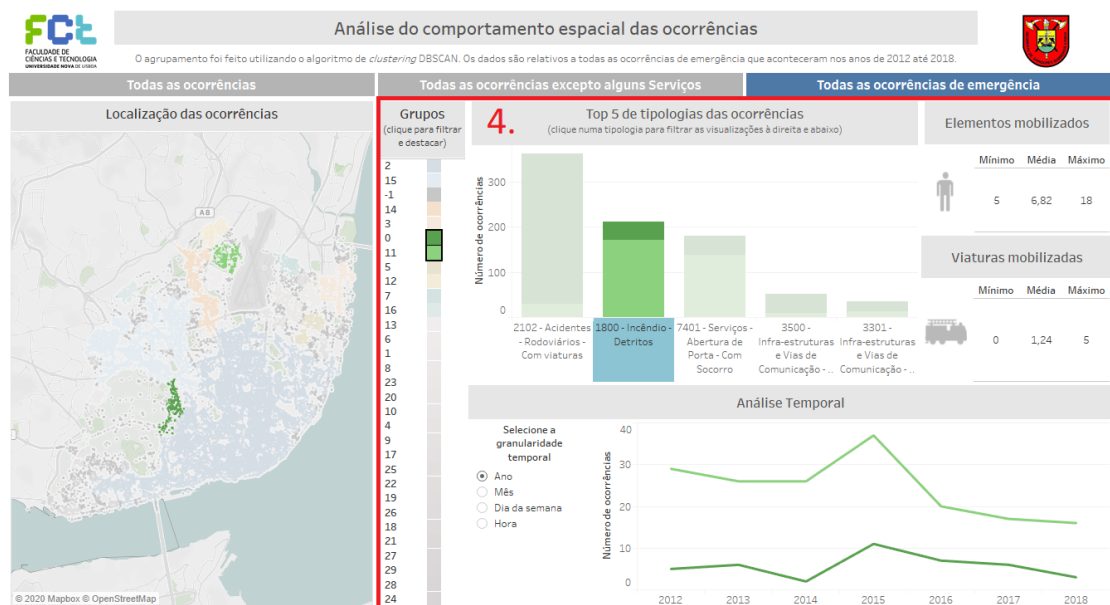 FCt
FACULDADE DE
CIÊNCIAS E TECNOLOGIA
UNIVERSIDADE NOVA DE LISBOA
Análise do comportamento espacial das ocorrências
O agrupamento foi feito utilizando o algoritmo de clustering DBSCAN. Os dados são relativos a todas as ocorrências de emergência que aconteceram nos anos de 2012 até 2018.
Todas as ocorrências
Todas as ocorrências excepto alguns Serviços
Todas as ocorrências de emergência
Localização das ocorrências
A8
© 2020 Mapbox © OpenStreetMap
Grupos
(clique para filtrar
e destacar)
2
15
-1
14
3
0
11
5
12
7
16
13
6
1
8
23
20
10
4
9
17
25
22
19
26
18
21
27
29
28
24
4.
Top 5 de tipologias das ocorrências
(clique numa tipologia para filtrar as visualizações à direita e abaixo)
Número de ocorrências
300
200
100
0
2102 - Acidentes
- Rodoviários -
Com viaturas
1800 - Incêndio -
Detritos
7401 - Serviços -
Abertura de
Porta - Com
Socorro
3500 -
Infra-estruturas
e Vias de
Comunicação - ..
3301 -
Infra-estruturas
e Vias de
Comunicação - ..
Elementos mobilizados
Mínimo Média Máximo
5 6,82 18
Viaturas mobilizadas
Mínimo Média Máximo
0 1,24 5
Análise Temporal
Selecione a
granularidade
temporal
Ano
Mês
Dia da semana
Hora
Número de ocorrências
40
30
20
10
0
2012 2013 2014 2015 2016 2017 2018